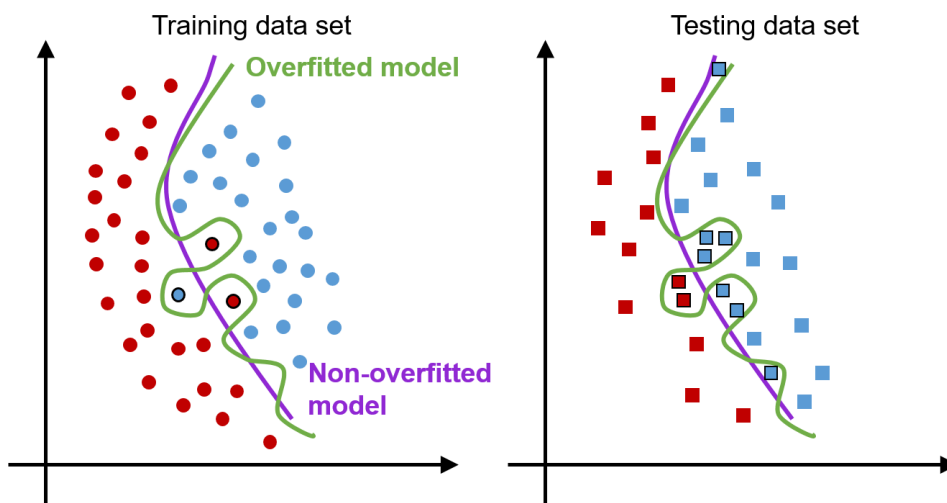 Training data set
Testing data set
Overfitted model
Non-overfitted
model